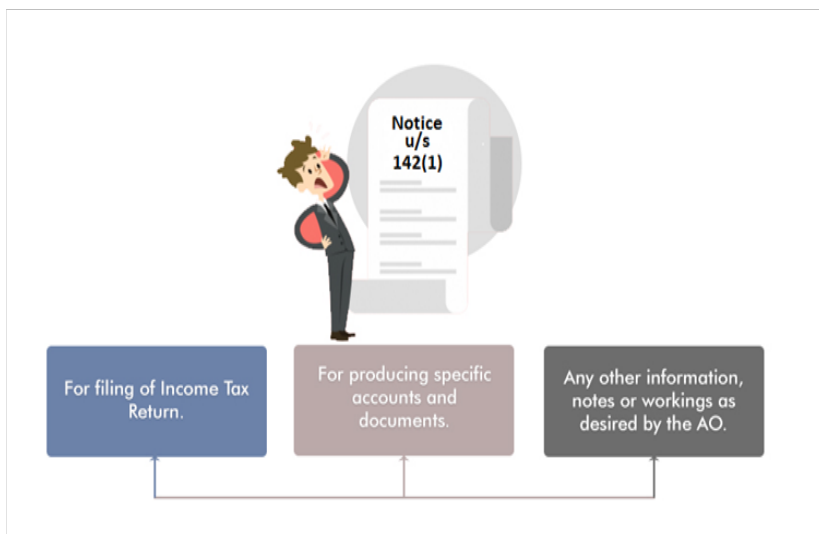 Notice
u/s
142(1)
For filing of Income Tax
Return.
For producing specific
accounts and
documents.
Any other information,
notes or workings as
desired by the AO.